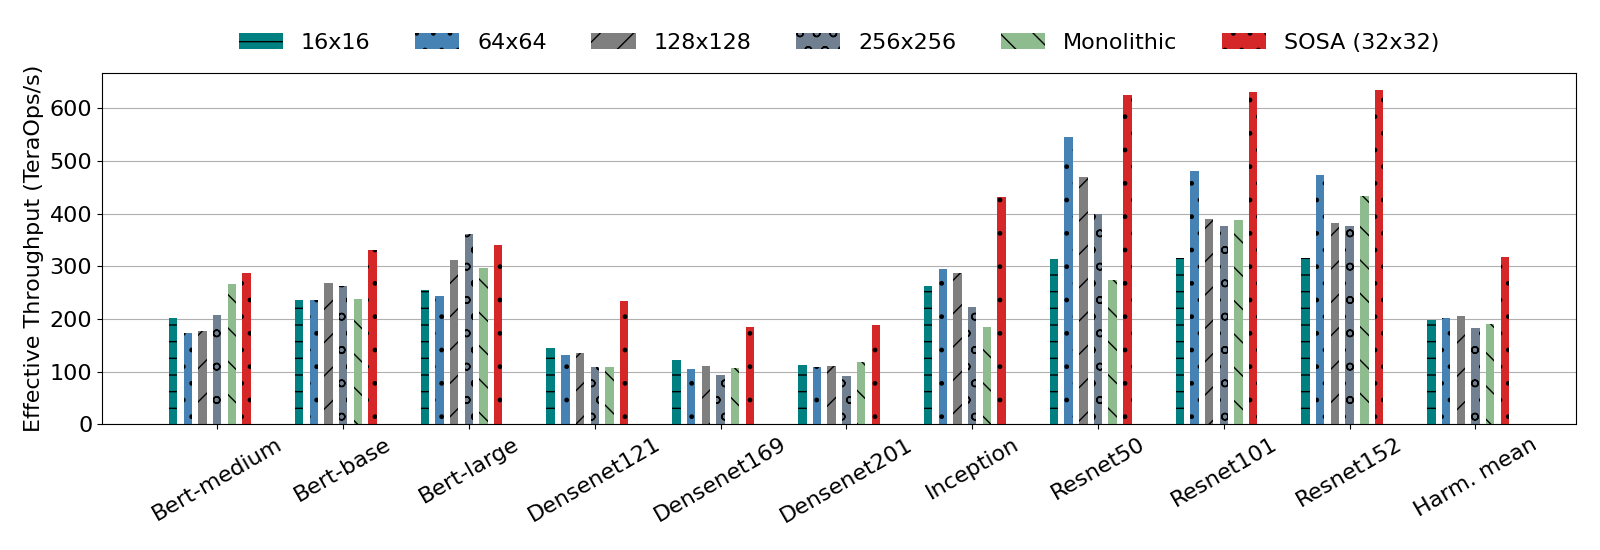 16x16 64x64 128x128 256x256 Monolithic SOSA (32x32)
Effective Throughput (TeraOps/s)
600
500
400
300
200
100
0
Bert-medium Bert-base Bert-large Densenet121 Densenet169 Densenet201 Inception Resnet50 Resnet101 Resnet152 Harm. mean